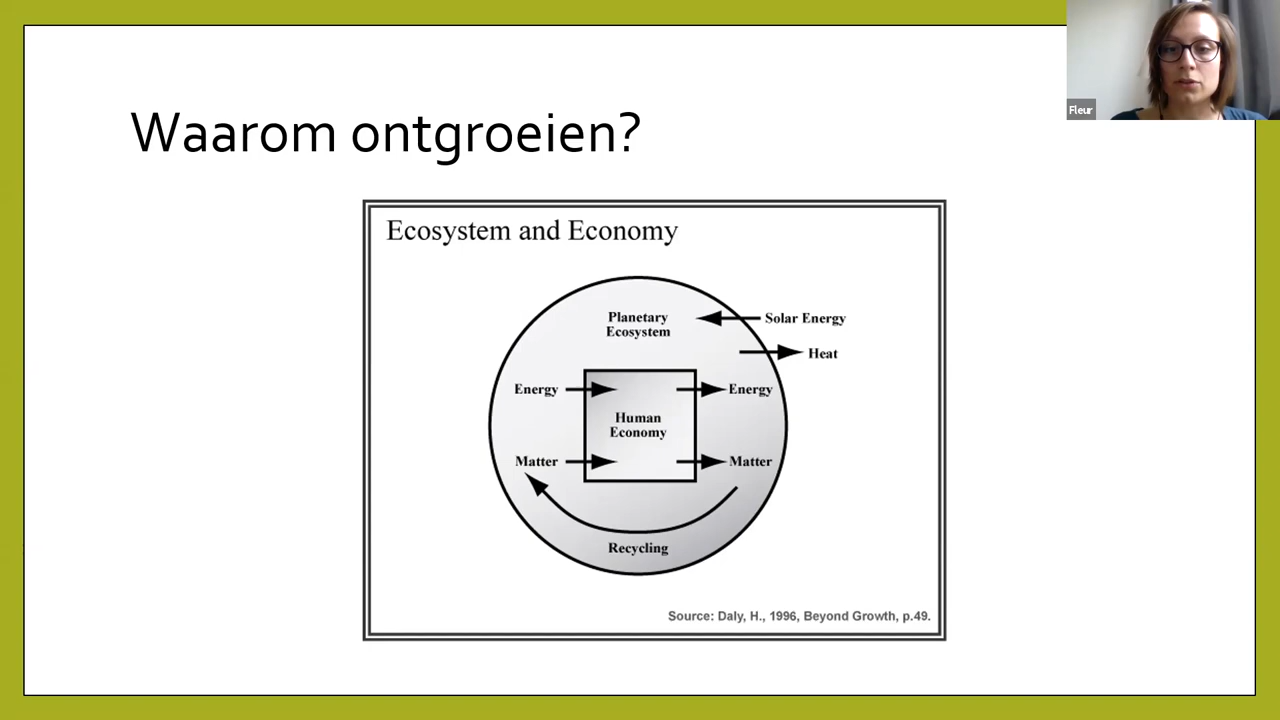 Fleur
Waarom ontgroeien?
Ecosystem and Economy
Planetary
Ecosystem
Solar Energy
Heat
Energy
Energy
Human
Economy
Matter
Matter
Recycling
Source: Daly, H., 1996, Beyond Growth, p.49.